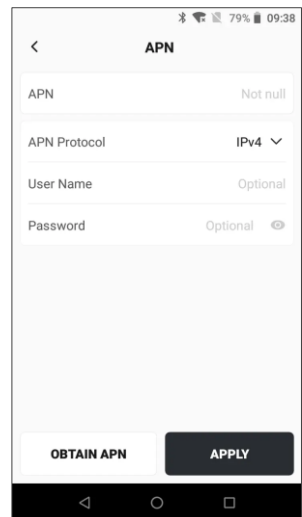 79% 09:38
APN
APN Not null
APN Protocol IPv4
User Name Optional
Password Optional
OBTAIN APN APPLY